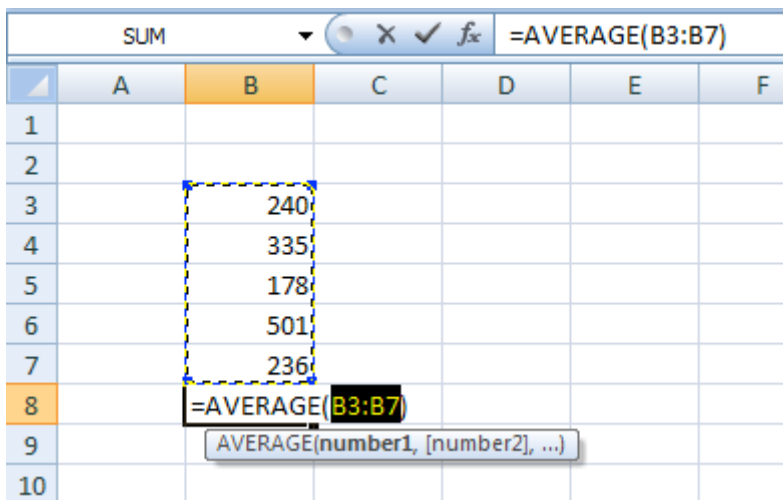 SUM fx =AVERAGE(B3:B7)
A B C D E F
1
2
3 240
4 335
5 178
6 501
7 236
8 =AVERAGE(B3:B7)
9 AVERAGE(number1, [number2], ...)
10